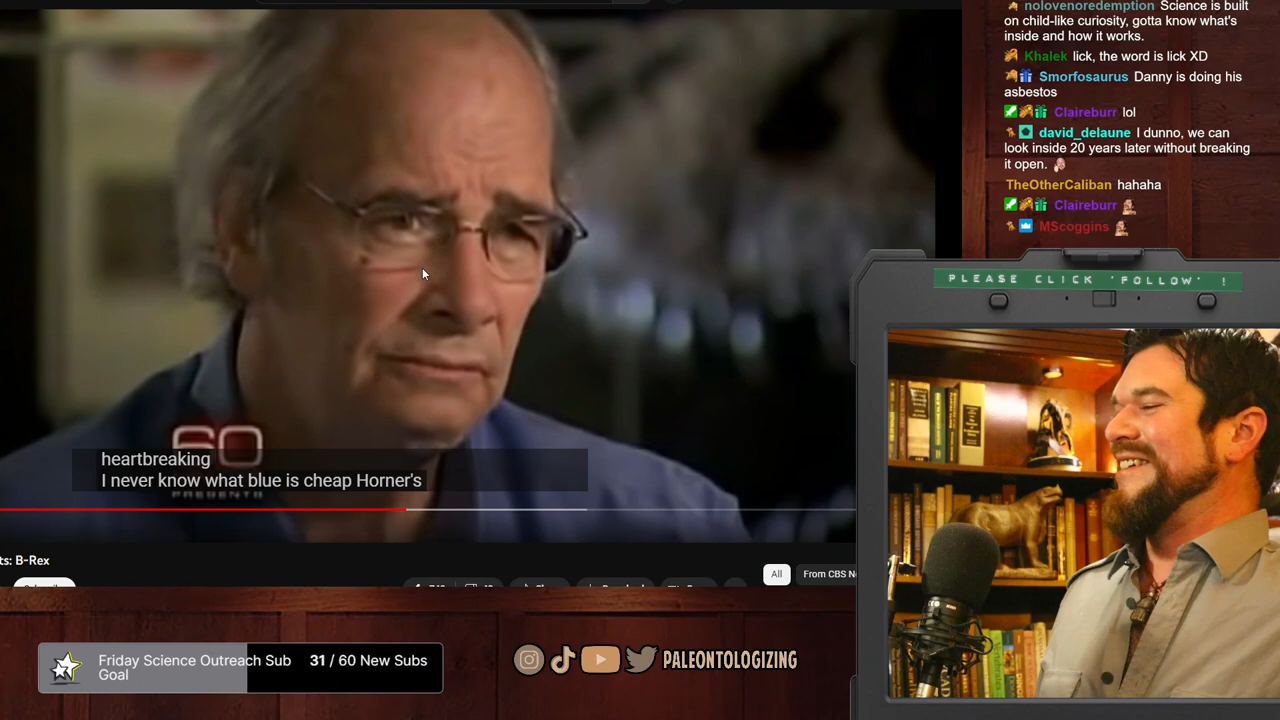 nolovenoredemption Science is built
on child-like curiosity, gotta know what's
inside and how it works.
Khalek lick, the word is lick XD
Smorfosaurus Danny is doing his
asbestos
Claireburr lol
david_delaune I dunno, we can
look inside 20 years later without breaking
it open.
TheOtherCaliban hahaha
Claireburr
MScoggins
PLEASE CLICK 'FOLLOW' !
60
PRESENTS
heartbreaking
I never know what blue is cheap Horner's
ts: B-Rex
All
From CBS N
Friday Science Outreach Sub
Goal
31 / 60 New Subs
PALEONTOLOGIZING